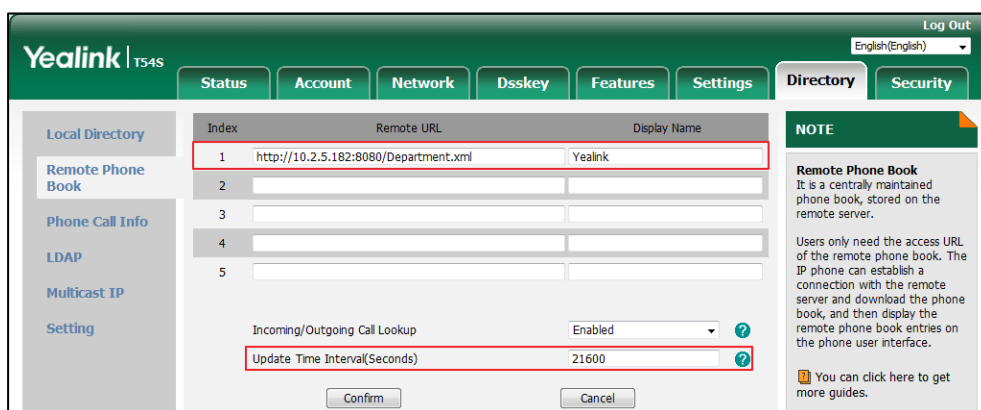 Log Out
Yealink T54S
English(English)
Status Account Network Dsskey Features Settings Directory Security
Local Directory
Remote Phone
Book
Phone Call Info
LDAP
Multicast IP
Setting
Index Remote URL Display Name
1 http://10.2.5.182:8080/Department.xml Yealink
2
3
4
5
Incoming/Outgoing Call Lookup Enabled ?
Update Time Interval(Seconds) 21600 ?
Confirm Cancel
NOTE
Remote Phone Book
It is a centrally maintained
phone book, stored on the
remote server.
Users only need the access URL
of the remote phone book. The
IP phone can establish a
connection with the remote
server and download the phone
book, and then display the
remote phone book entries on
the phone user interface.
? You can click here to get
more guides.